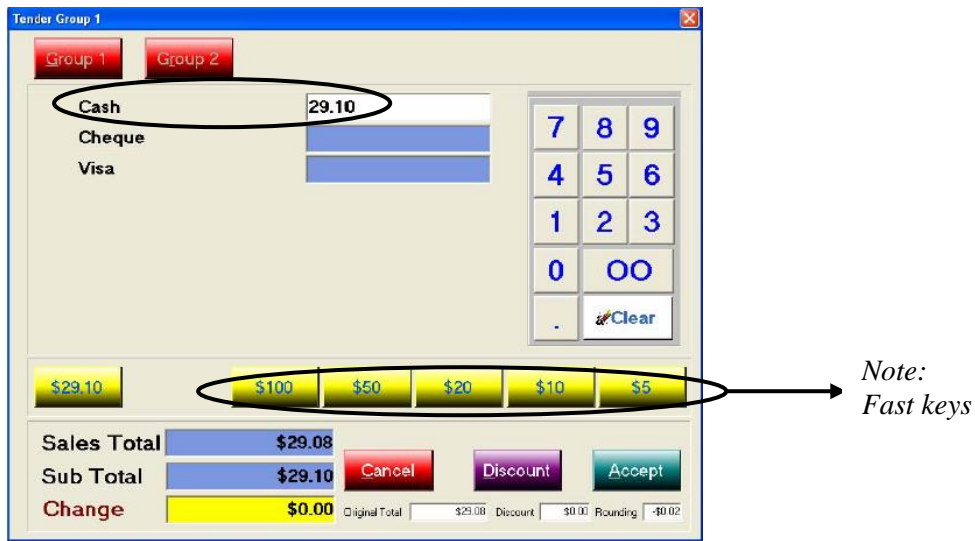 Tender Group 1
Group 1 Group 2
Cash 29.10
Cheque
Visa
7 8 9
4 5 6
1 2 3
0 00
. Clear
$29.10 $100 $50 $20 $10 $5
Note:
Fast keys
Sales Total $29.08
Sub Total $29.10 Cancel Discount Accept
Change $0.00 Original Total $29.08 Discount $0.00 Rounding -$0.02